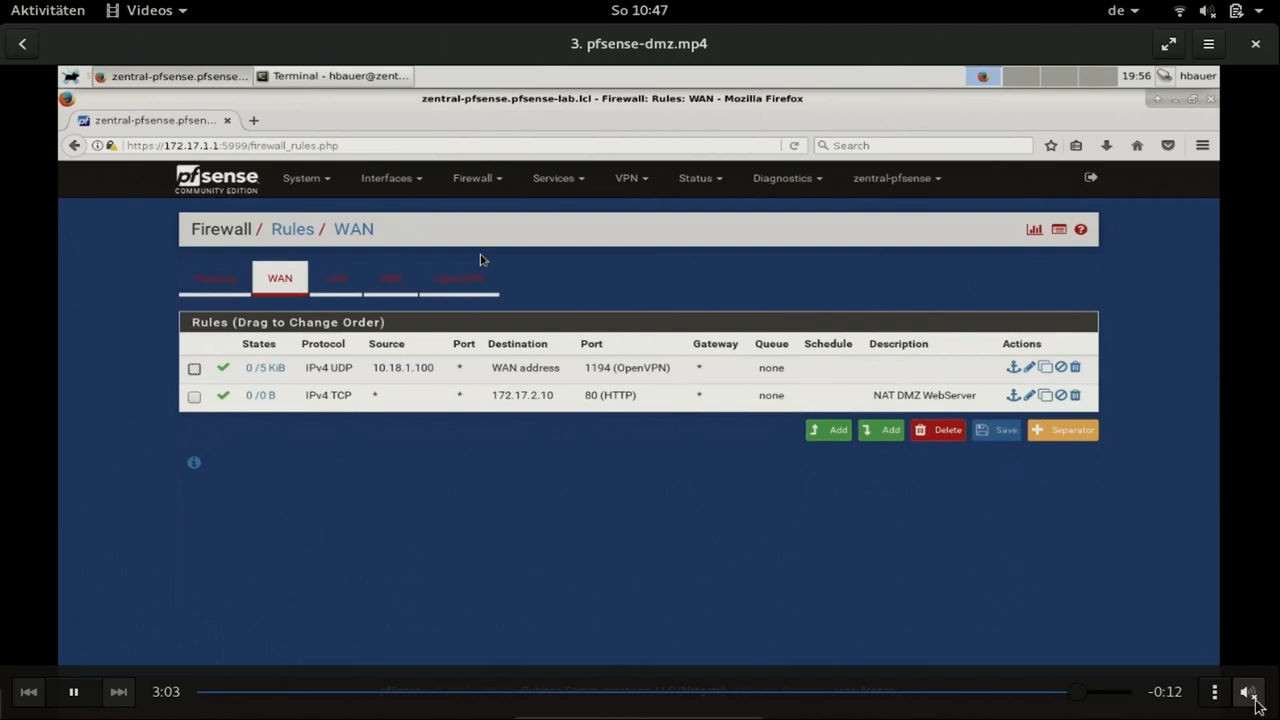 Aktivitäten Videos So 10:47 de
3. pfsense-dmz.mp4
zentral-pfsense.pfsense... Terminal - hbauer@zent... 19:56 hbauer
zentral-pfsense.pfsense-lab.lcl - Firewall: Rules: WAN - Mozilla Firefox
zentral-pfsense.pfsen...
https://172.17.1.1:5999/firewall_rules.php Search
pfsense System Interfaces Firewall Services VPN Status Diagnostics zentral-pfsense
COMMUNITY EDITION
Firewall / Rules / WAN
WAN OpenVPN
Rules (Drag to Change Order)
States Protocol Source Port Destination Port Gateway Queue Schedule Description Actions
0 /5 KiB IPv4 UDP 10.18.1.100 * WAN address 1194 (OpenVPN) * none
0 /0 B IPv4 TCP * * 172.17.2.10 80 (HTTP) * none NAT DMZ WebServer
Add Add Delete Save Separator
3:03 -0:12